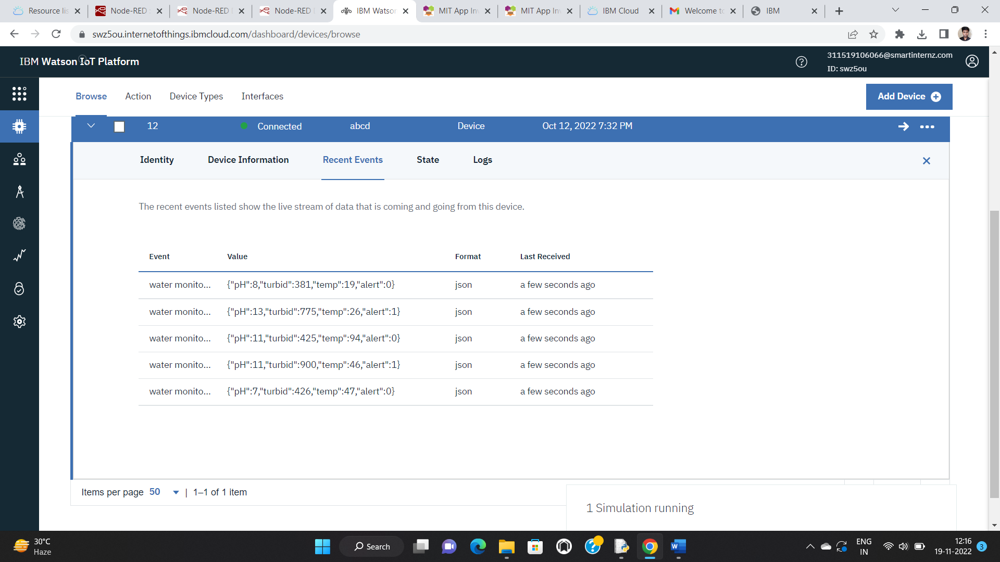 Resource lis
Node-RED :
Node-RED
Node-RED
IBM Watson
MIT App In
MIT App In
IBM Cloud
Welcome to
IBM
swz5ou.internetofthings.ibmcloud.com/dashboard/devices/browse
IBM Watson IoT Platform
311519106066@smartinternz.com
ID: swz5ou
Browse Action Device Types Interfaces
Add Device
12 Connected abcd Device Oct 12, 2022 7:32 PM
Identity Device Information Recent Events State Logs
The recent events listed show the live stream of data that is coming and going from this device.
Event Value Format Last Received
water monito... {"pH":8,"turbid":381,"temp":19,"alert":0} json a few seconds ago
water monito... {"pH":13,"turbid":775,"temp":26,"alert":1} json a few seconds ago
water monito... {"pH":11,"turbid":425,"temp":94,"alert":0} json a few seconds ago
water monito... {"pH":11,"turbid":900,"temp":46,"alert":1} json a few seconds ago
water monito... {"pH":7,"turbid":426,"temp":47,"alert":0} json a few seconds ago
Items per page 50 | 1–1 of 1 item
1 Simulation running
30°C
Haze
Search
ENG
IN
12:16
19-11-2022
3